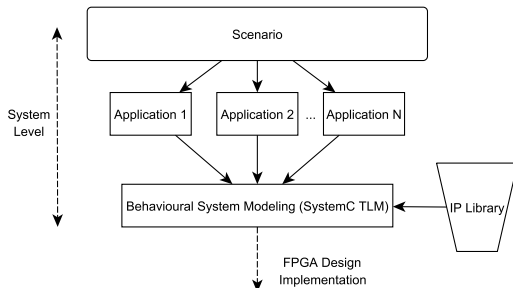 Scenario
System
Level
Application 1
Application 2
...
Application N
Behavioural System Modeling (SystemC TLM)
IP Library
FPGA Design
Implementation